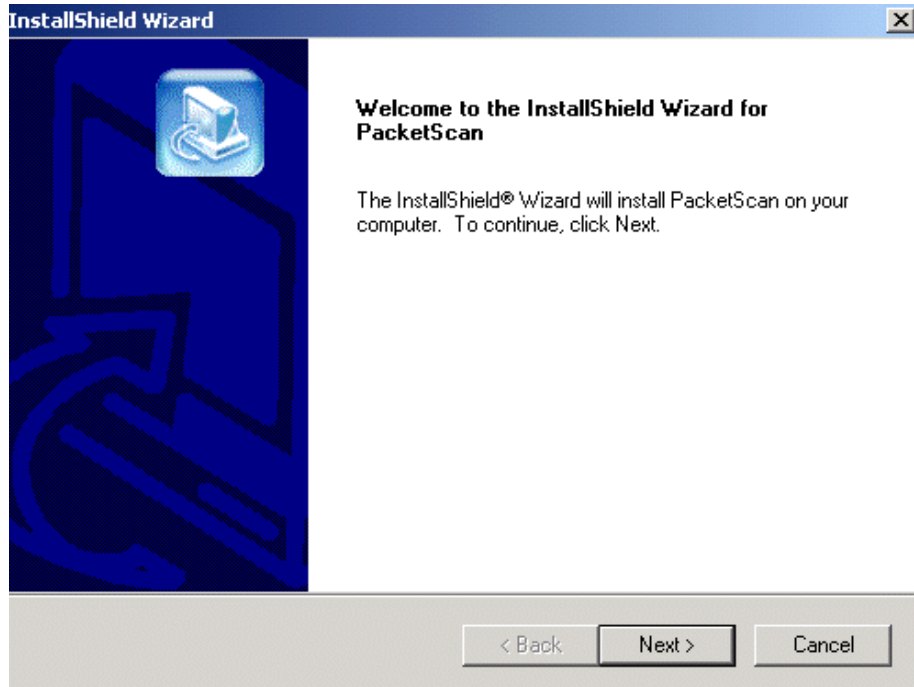 InstallShield Wizard
Welcome to the InstallShield Wizard for
PacketScan
The InstallShield® Wizard will install PacketScan on your
computer. To continue, click Next.
< Back
Next >
Cancel